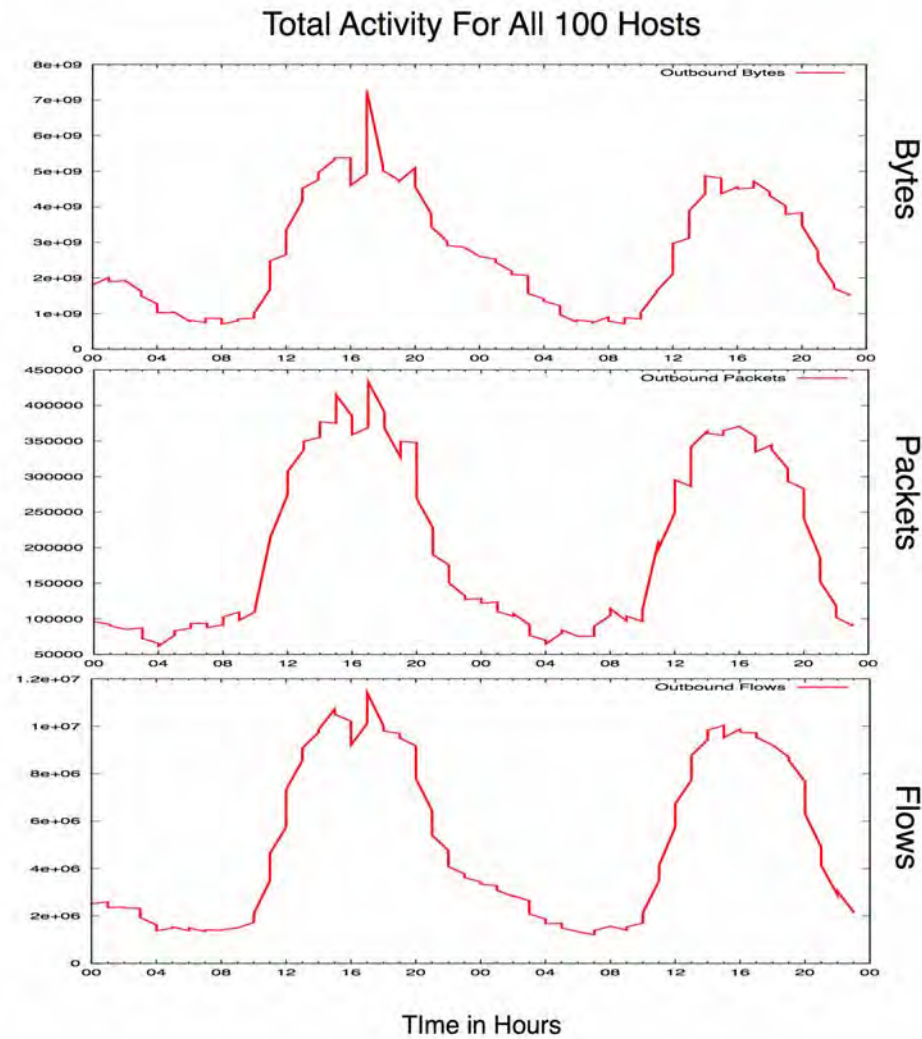 Total Activity For All 100 Hosts
8e+09
Outbound Bytes
7e+09
6e+09
5e+09
4e+09
3e+09
2e+09
1e+09
0
00 04 08 12 16 20 00 04 08 12 16 20 00
Bytes
450000
Outbound Packets
400000
350000
300000
250000
200000
150000
100000
50000
00 04 08 12 16 20 00 04 08 12 16 20 00
Packets
1.2e+07
Outbound Flows
1e+07
8e+06
6e+06
4e+06
2e+06
0
00 04 08 12 16 20 00 04 08 12 16 20 00
Flows
TIme in Hours